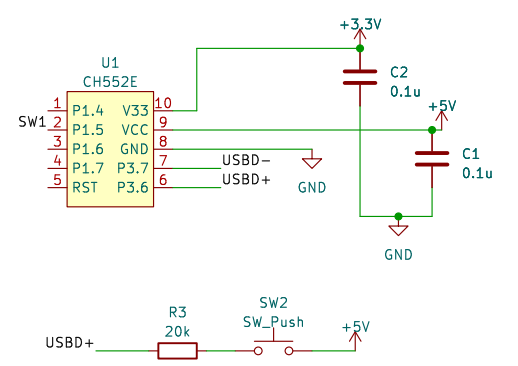 +3.3V
U1
CH552E
C2
0.1u
+5V
1 P1.4 V33 10
SW1 2 P1.5 VCC 9
3 P1.6 GND 8
4 P1.7 P3.7 7 USBD-
5 RST P3.6 6 USBD+
C1
0.1u
GND
GND
R3
20k
SW2
SW_Push
USBD+
+5V